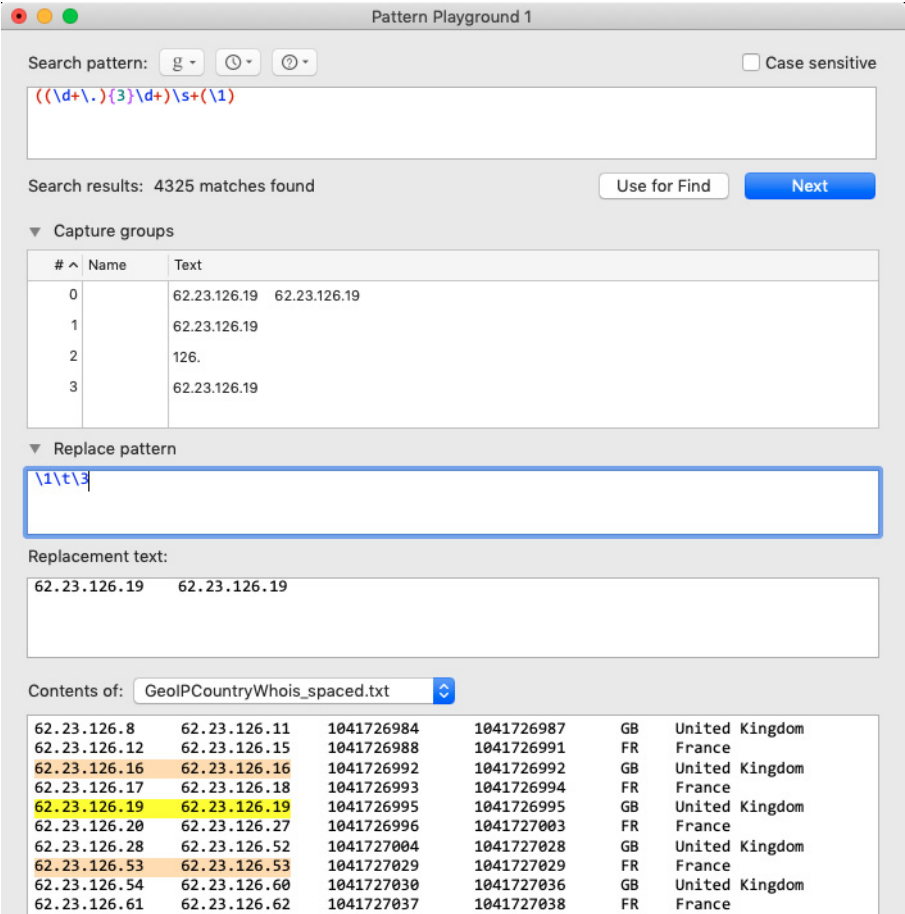 Pattern Playground 1
Search pattern: g Case sensitive
((\d+\.){3}\d+)\s+(\1)
Search results: 4325 matches found Use for Find Next
Capture groups
# Name Text
0 62.23.126.19 62.23.126.19
1 62.23.126.19
2 126.
3 62.23.126.19
Replace pattern
\1\t\3
Replacement text:
62.23.126.19 62.23.126.19
Contents of: GeoIPCountryWhois_spaced.txt
62.23.126.8 62.23.126.11 1041726984 1041726987 GB United Kingdom
62.23.126.12 62.23.126.15 1041726988 1041726991 FR France
62.23.126.16 62.23.126.16 1041726992 1041726992 GB United Kingdom
62.23.126.17 62.23.126.18 1041726993 1041726994 FR France
62.23.126.19 62.23.126.19 1041726995 1041726995 GB United Kingdom
62.23.126.20 62.23.126.27 1041726996 1041727003 FR France
62.23.126.28 62.23.126.52 1041727004 1041727028 GB United Kingdom
62.23.126.53 62.23.126.53 1041727029 1041727029 FR France
62.23.126.54 62.23.126.60 1041727030 1041727036 GB United Kingdom
62.23.126.61 62.23.126.62 1041727037 1041727038 FR France